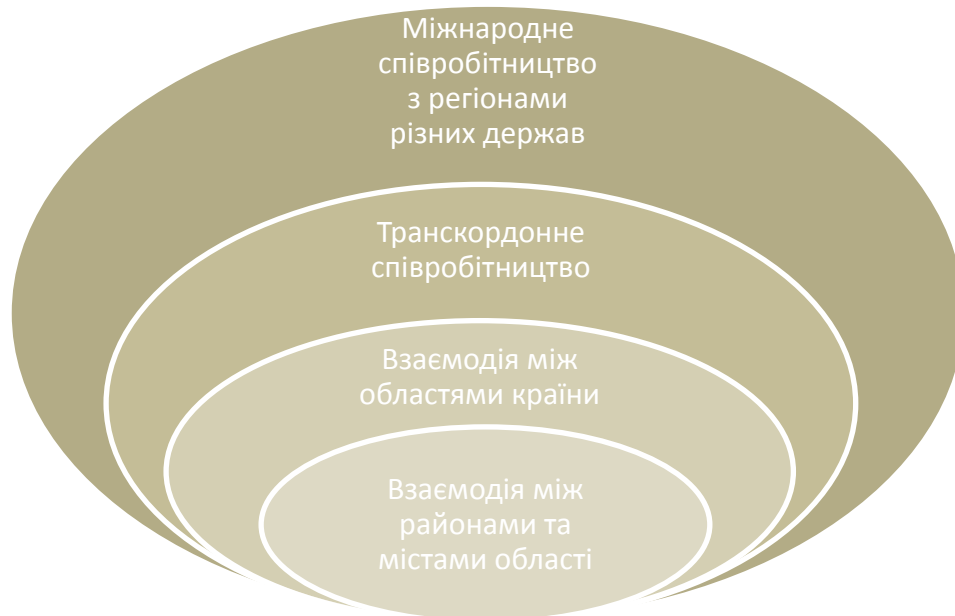 Міжнародне
співробітництво
з регіонами
різних держав
Транскордонне
співробітництво
Взаємодія між
областями країни
Взаємодія між
районами та
містами області